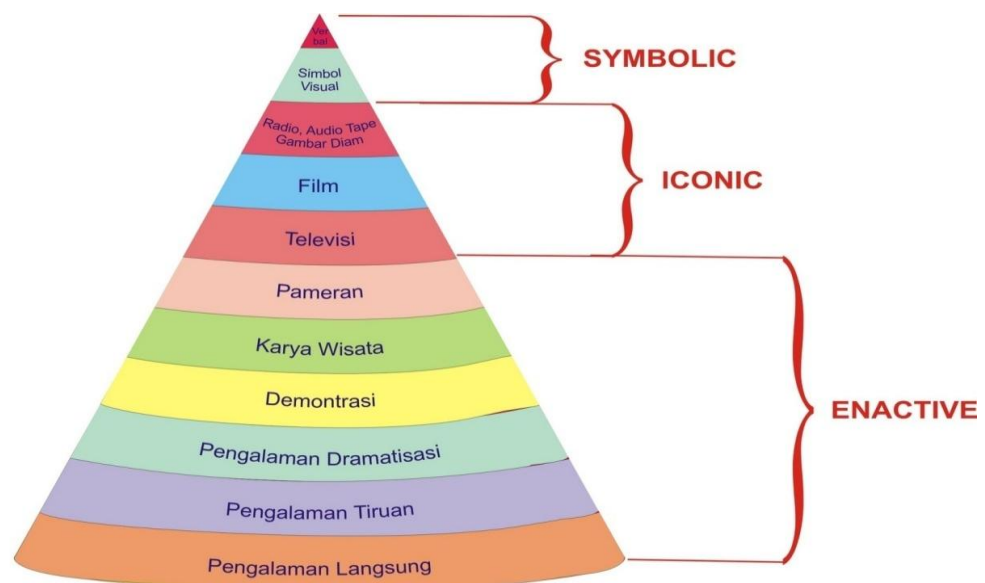 Ver
bal
SYMBOLIC
Simbol
Visual
Radio, Audio Tape
Gambar Diam
ICONIC
Film
Televisi
Pameran
Karya Wisata
Demontrasi
ENACTIVE
Pengalaman Dramatisasi
Pengalaman Tiruan
Pengalaman Langsung